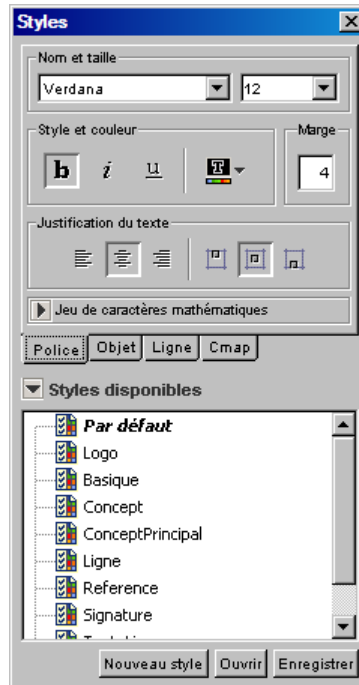 Styles
Nom et taille
Verdana 12
Style et couleur Marge
b i u T 4
Justification du texte
Jeu de caractères mathématiques
Police Objet Ligne Cmap
Styles disponibles
Par défaut
Logo
Basique
Concept
ConceptPrincipal
Ligne
Reference
Signature
Nouveau style Ouvrir Enregistrer